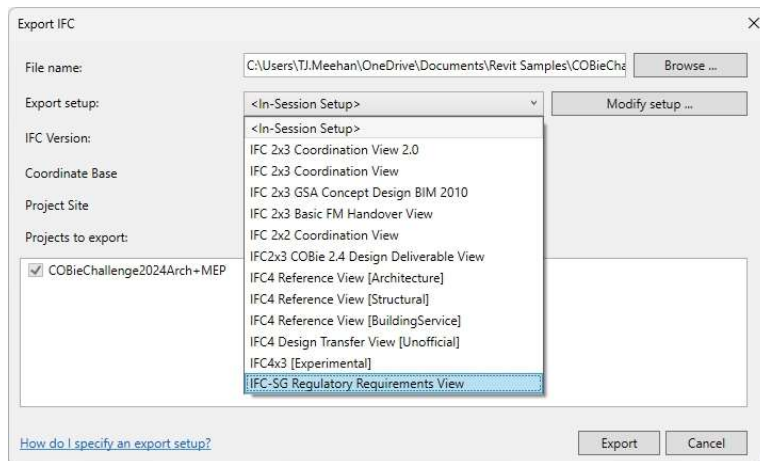 Export IFC
File name:
C:\Users\TJ.Meehan\OneDrive\Documents\Revit Samples\COBieCha
Browse ...
Export setup:
<In-Session Setup>
Modify setup ...
<In-Session Setup>
IFC 2x3 Coordination View 2.0
IFC 2x3 Coordination View
IFC 2x3 GSA Concept Design BIM 2010
IFC 2x3 Basic FM Handover View
IFC 2x2 Coordination View
IFC2x3 COBie 2.4 Design Deliverable View
IFC4 Reference View [Architecture]
IFC4 Reference View [Structural]
IFC4 Reference View [BuildingService]
IFC4 Design Transfer View [Unofficial]
IFC4x3 [Experimental]
IFC-SG Regulatory Requirements View
IFC Version:
Coordinate Base
Project Site
Projects to export:
COBieChallenge2024Arch+MEP
How do I specify an export setup?
Export
Cancel